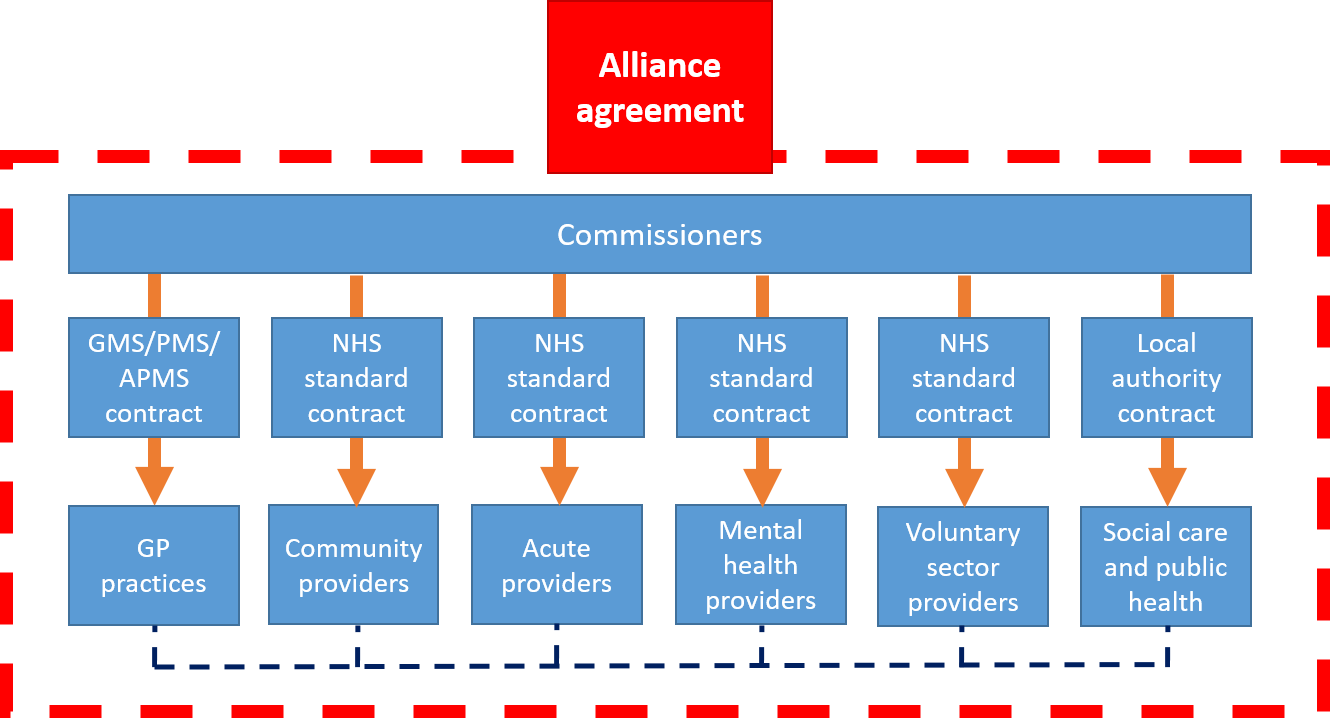 Alliance
agreement
Commissioners
GMS/PMS/
APMS
contract
NHS
standard
contract
NHS
standard
contract
NHS
standard
contract
NHS
standard
contract
Local
authority
contract
GP
practices
Community
providers
Acute
providers
Mental
health
providers
Voluntary
sector
providers
Social care
and public
health